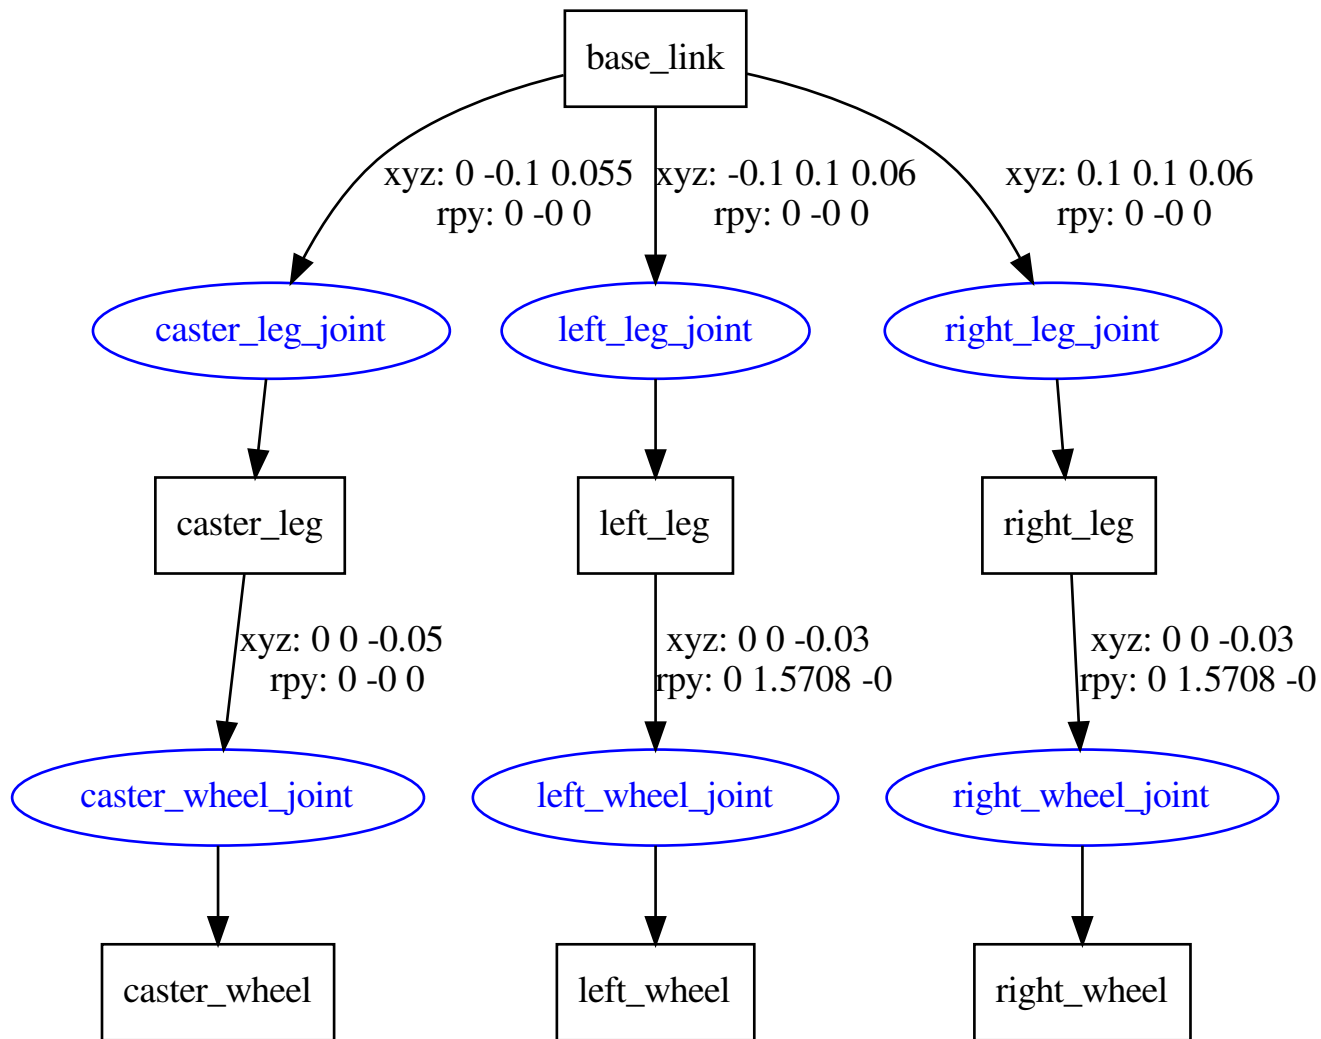 base_link
xyz: 0 -0.1 0.055
rpy: 0 -0 0
xyz: -0.1 0.1 0.06
rpy: 0 -0 0
xyz: 0.1 0.1 0.06
rpy: 0 -0 0
caster_leg_joint
left_leg_joint
right_leg_joint
caster_leg
left_leg
right_leg
xyz: 0 0 -0.05
rpy: 0 -0 0
xyz: 0 0 -0.03
rpy: 0 1.5708 -0
xyz: 0 0 -0.03
rpy: 0 1.5708 -0
caster_wheel_joint
left_wheel_joint
right_wheel_joint
caster_wheel
left_wheel
right_wheel